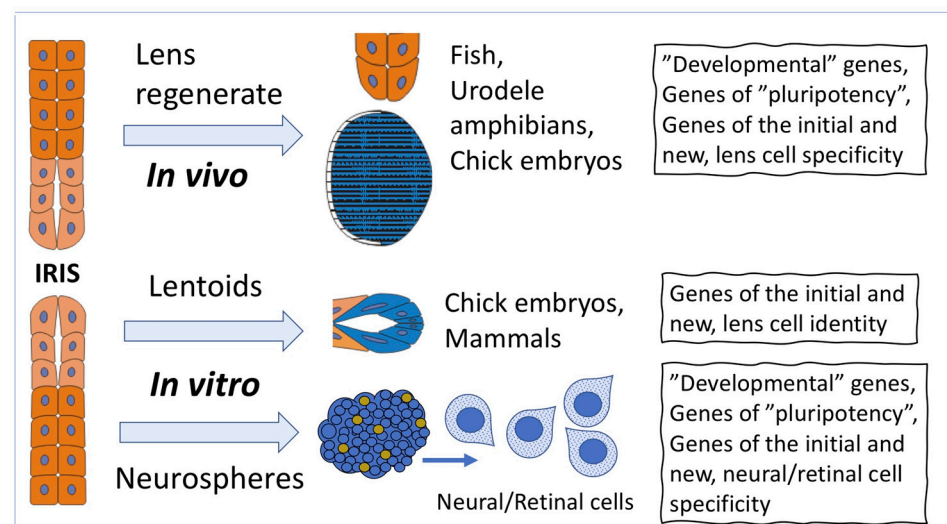 Lens
regenerate
In vivo
Fish,
Urodele
amphibians,
Chick embryos
”Developmental” genes,
Genes of ”pluripotency”,
Genes of the initial and
new, lens cell specificity
IRIS
Lentoids
In vitro
Neurospheres
Chick embryos,
Mammals
Genes of the initial and
new, lens cell identity
Neural/Retinal cells
”Developmental” genes,
Genes of ”pluripotency”,
Genes of the initial and
new, neural/retinal cell
specificity